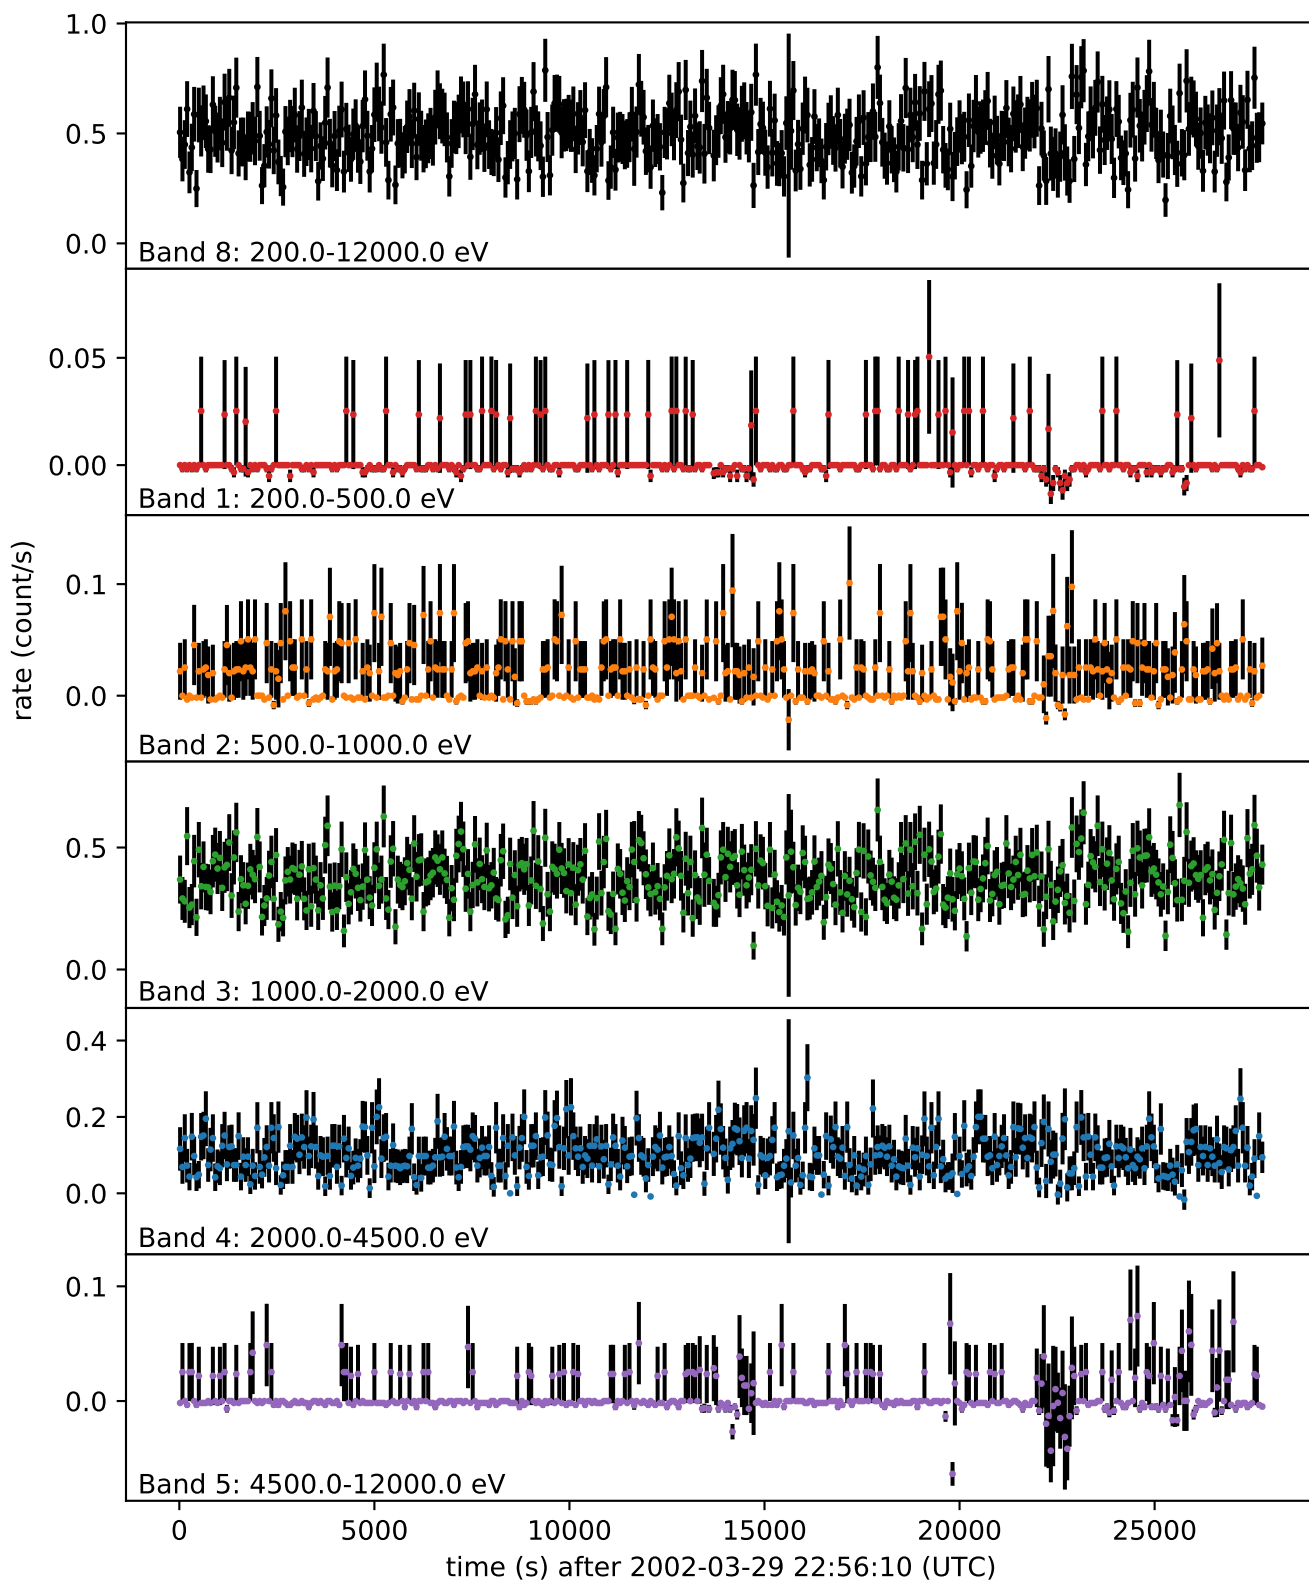 1.0
0.5
0.0
Band 8: 200.0-12000.0 eV
0.05
0.00
Band 1: 200.0-500.0 eV
rate (count/s)
0.1
0.0
Band 2: 500.0-1000.0 eV
0.5
0.0
Band 3: 1000.0-2000.0 eV
0.4
0.2
0.0
Band 4: 2000.0-4500.0 eV
0.1
0.0
Band 5: 4500.0-12000.0 eV
0 5000 10000 15000 20000 25000
time (s) after 2002-03-29 22:56:10 (UTC)